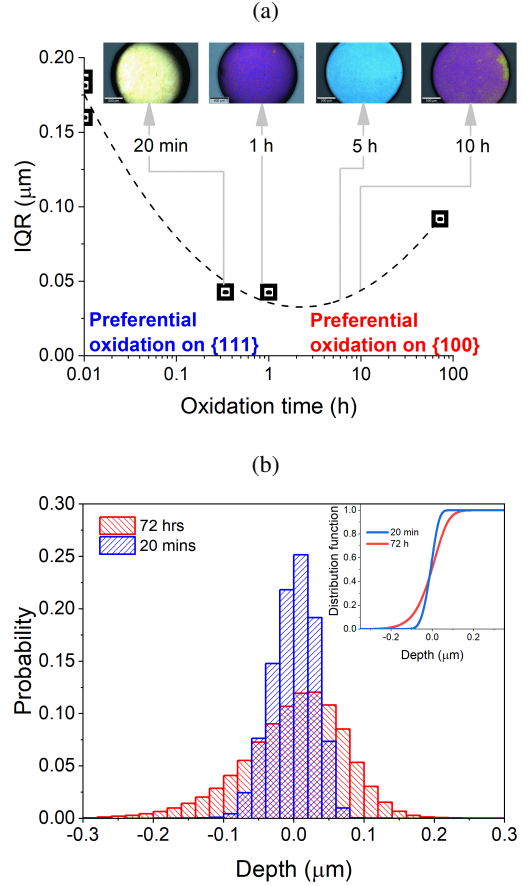 (a)
0.20
0.15
0.10
0.05
0.00
IQR (μm)
20 min
1 h
5 h
10 h
Preferential
oxidation on {111}
Preferential
oxidation on {100}
0.01
0.1
1
10
100
Oxidation time (h)
(b)
0.30
0.25
0.20
0.15
0.10
0.05
0.00
Probability
72 hrs
20 mins
Distribution function
1.0
0.8
0.6
0.4
0.2
0.0
20 min
72 h
-0.2
0.0
0.2
Depth (μm)
-0.3
-0.2
-0.1
0.0
0.1
0.2
0.3
Depth (μm)